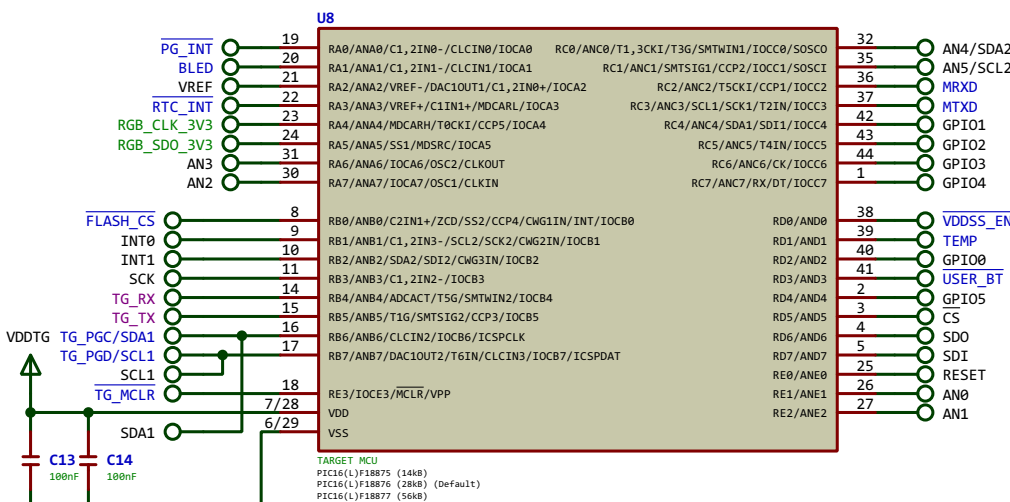 U8
PG_INT 19 RA0/ANA0/C1,2IN0-/CLCIN0/IOCA0 RC0/ANC0/T1,3CKI/T3G/SMTWIN1/IOCC0/SOSCO 32 AN4/SDA2
BLED 20 RA1/ANA1/C1,2IN1-/CLCIN1/IOCA1 RC1/ANC1/SMTSIG1/CCP2/IOCC1/SOSCI 35 AN5/SCL2
VREF 21 RA2/ANA2/VREF-/DAC1OUT1/C1,2IN0+/IOCA2 RC2/ANC2/T5CKI/CCP1/IOCC2 36 MRXD
RTC_INT 22 RA3/ANA3/VREF+/C1IN1+/MDCARL/IOCA3 RC3/ANC3/SCL1/SCK1/T2IN/IOCC3 37 MTXD
RGB_CLK_3V3 23 RA4/ANA4/MDCARH/T0CKI/CCP5/IOCA4 RC4/ANC4/SDA1/SDI1/IOCC4 42 GPIO1
RGB_SDO_3V3 24 RA5/ANA5/SS1/MDSRC/IOCA5 RC5/ANC5/T4IN/IOCC5 43 GPIO2
AN3 31 RA6/ANA6/IOCA6/OSC2/CLKOUT RC6/ANC6/CK/IOCC6 44 GPIO3
AN2 30 RA7/ANA7/IOCA7/OSC1/CLKIN RC7/ANC7/RX/DT/IOCC7 1 GPIO4
FLASH_CS 8 RB0/ANB0/C2IN1+/ZCD/SS2/CCP4/CWG1IN/INT/IOCB0 RD0/AND0 38 VDDSS_EN
INT0 9 RB1/ANB1/C1,2IN3-/SCL2/SCK2/CWG2IN/IOCB1 RD1/AND1 39 TEMP
INT1 10 RB2/ANB2/SDA2/SDI2/CWG3IN/IOCB2 RD2/AND2 40 GPIO0
SCK 11 RB3/ANB3/C1,2IN2-/IOCB3 RD3/AND3 41 USER_BT
TG_RX 14 RB4/ANB4/ADCACT/T5G/SMTWIN2/IOCB4 RD4/AND4 2 GPIO5
TG_TX 15 RB5/ANB5/T1G/SMTSIG2/CCP3/IOCB5 RD5/AND5 3 CS
VDDTG TG_PGC/SDA1 16 RB6/ANB6/CLCIN2/IOCB6/ICSPCLK RD6/AND6 4 SDO
TG_PGD/SCL1 17 RB7/ANB7/DAC1OUT2/T6IN/CLCIN3/IOCB7/ICSPDAT RD7/AND7 5 SDI
SCL1 RE0/ANE0 25 RESET
TG_MCLR 18 RE3/IOCE3/MCLR/VPP RE1/ANE1 26 AN0
7/28 VDD RE2/ANE2 27 AN1
SDA1 6/29 VSS
C13 C14
100nF 100nF
TARGET MCU
PIC16(L)F18875 (14kB)
PIC16(L)F18876 (28kB) (Default)
PIC16(L)F18877 (56kB)